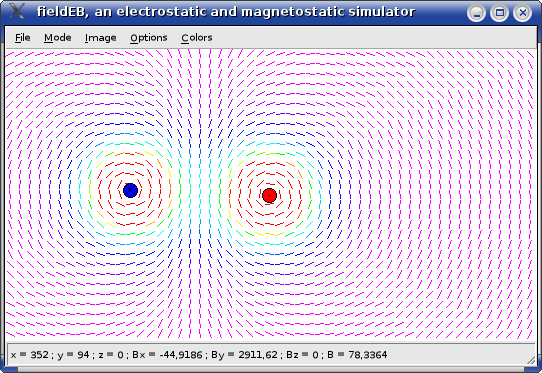 fieldEB, an electrostatic and magnetostatic simulator
File Mode Image Options Colors
x = 352 ; y = 94 ; z = 0 ; Bx = -44,9186 ; By = 2911,62 ; Bz = 0 ; B = 78,3364